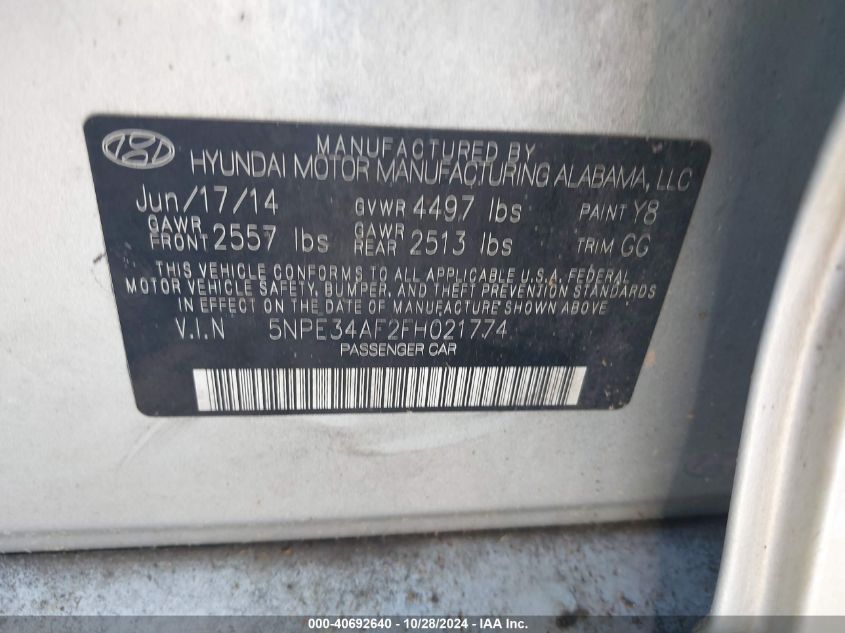 MANUFACTURED BY
HYUNDAI MOTOR MANUFACTURING ALABAMA, LLC
Jun/17/14 GVWR 4497 lbs PAINT Y8
GAWR FRONT 2557 lbs GAWR REAR 2513 lbs TRIM GG
THIS VEHICLE CONFORMS TO ALL APPLICABLE U.S.A. FEDERAL
MOTOR VEHICLE SAFETY, BUMPER, AND THEFT PREVENTION STANDARDS
IN EFFECT ON THE DATE OF MANUFACTURE SHOWN ABOVE
V.I.N 5NPE34AF2FH021774
PASSENGER CAR
000-40692640 - 10/28/2024 - IAA Inc.